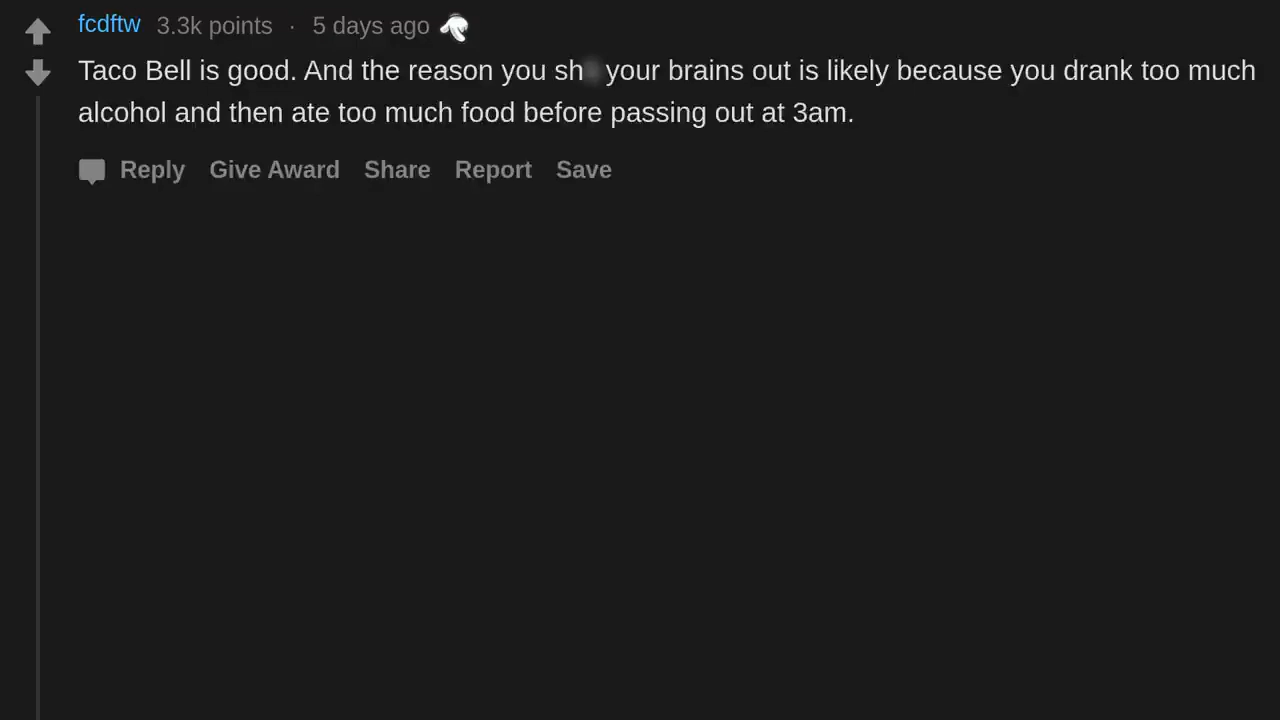 fcdftw 3.3k points · 5 days ago
Taco Bell is good. And the reason you sh your brains out is likely because you drank too much
alcohol and then ate too much food before passing out at 3am.
Reply Give Award Share Report Save